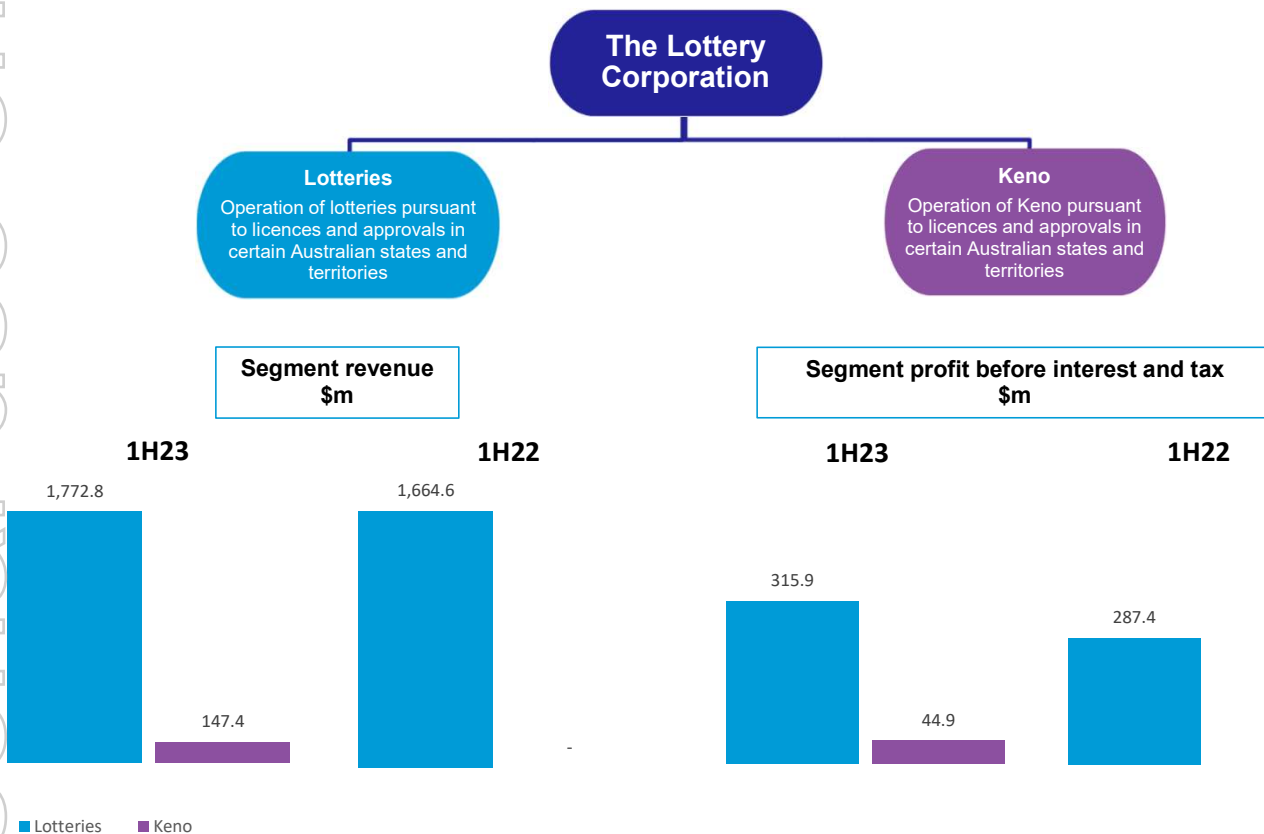 The Lottery
Corporation
Lotteries
Operation of lotteries pursuant
to licences and approvals in
certain Australian states and
territories
Keno
Operation of Keno pursuant
to licences and approvals in
certain Australian states and
territories
Segment revenue
$m
Segment profit before interest and tax
$m
1H23
1H22
1H23
1H22
1,772.8
147.4
1,664.6
-
315.9
44.9
287.4
Lotteries
Keno